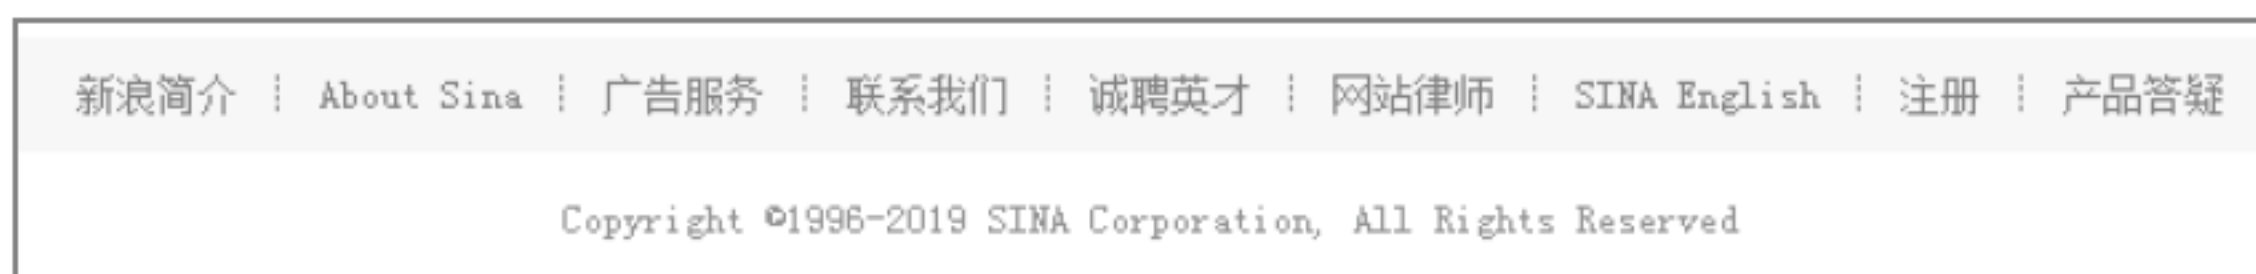 新浪简介 ┊ About Sina ┊ 广告服务 ┊ 联系我们 ┊ 诚聘英才 ┊ 网站律师 ┊ SINA English ┊ 注册 ┊ 产品答疑
Copyright ©1996-2019 SINA Corporation, All Rights Reserved